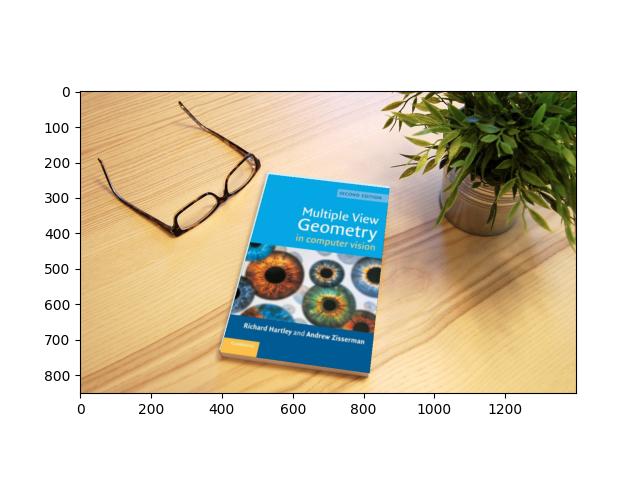 0
100
200
300
400
500
600
700
800
SECOND EDITION
Multiple View
Geometry
in computer vision
Richard Hartley and Andrew Zisserman
0 200 400 600 800 1000 1200